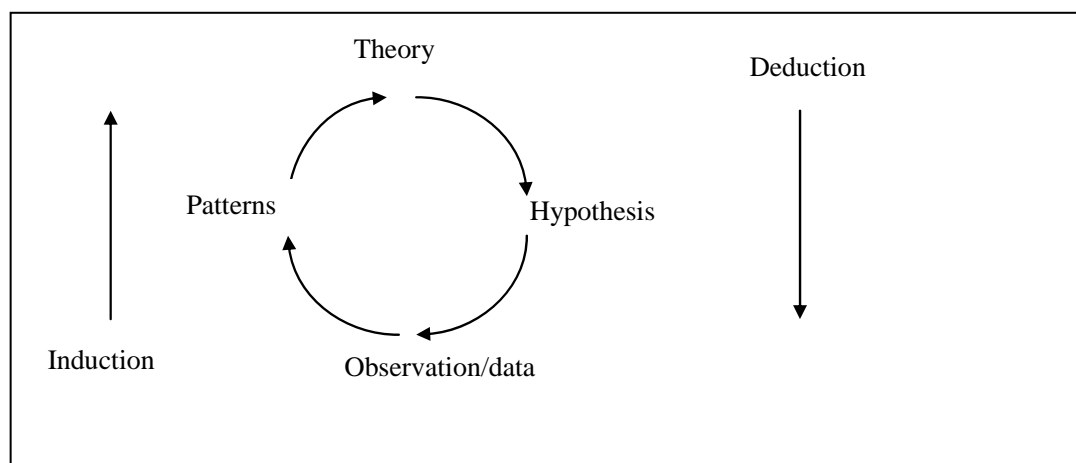 Theory
Deduction
Patterns
Hypothesis
Induction
Observation/data